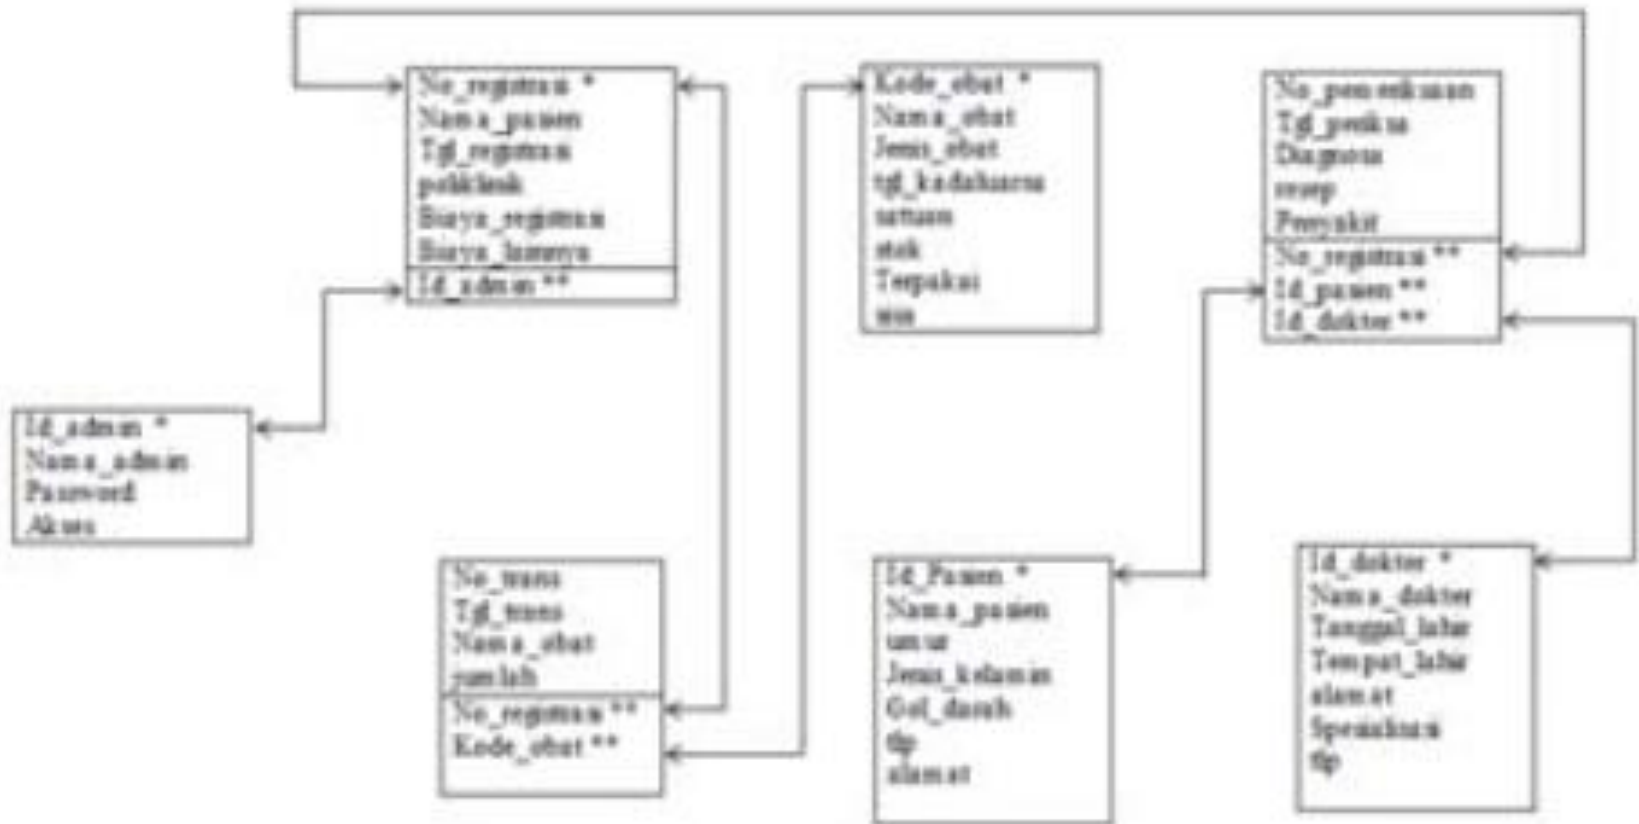 No_registrasi *
Nama_pasien
Tgl_registrasi
poliklinik
Biaya_registrasi
Biaya_lainnya
Id_admin **
Kode_obat *
Nama_obat
Jenis_obat
tgl_kadaluarsa
satuan
stok
Terpakai
sisa
No_pemeriksaan
Tgl_periksa
Diagnosa
resep
Penyakit
No_registrasi **
Id_pasien **
Id_dokter **
Id_admin *
Nama_admin
Password
Akses
No_trans
Tgl_trans
Nama_obat
jumlah
No_registrasi **
Kode_obat **
Id_Pasien *
Nama_pasien
umur
Jenis_kelamin
Gol_darah
tlp
alamat
Id_dokter *
Nama_dokter
Tanggal_lahir
Tempat_lahir
alamat
Spesialisasi
tlp